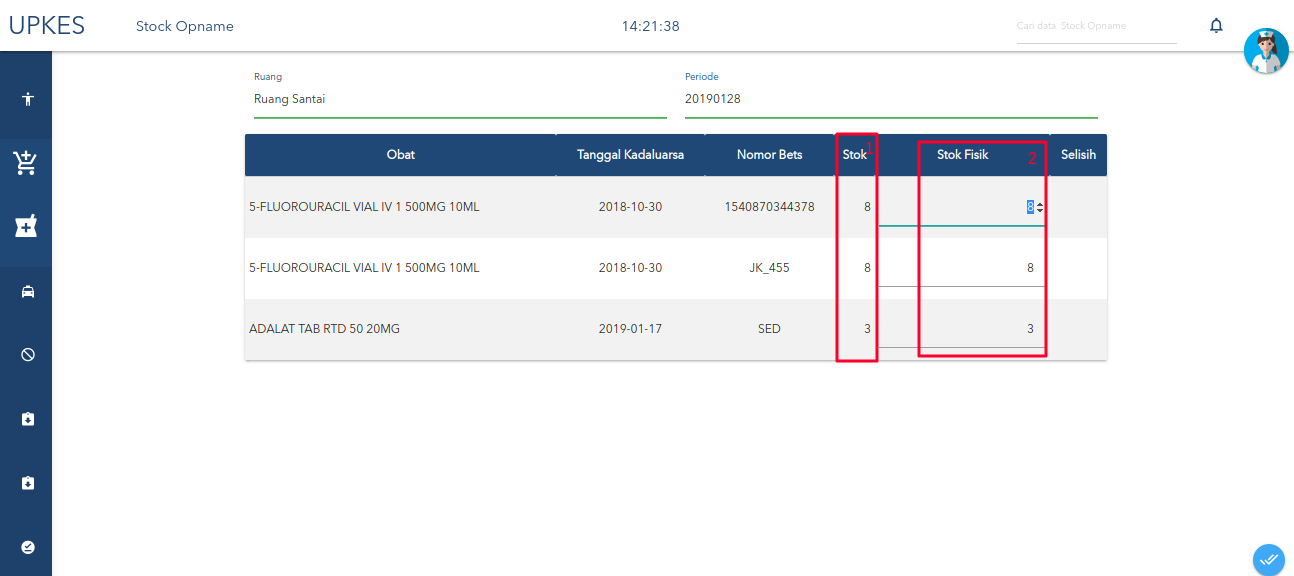 UPKES Stock Opname 14:21:38 Cari data Stock Opname
Ruang Periode
Ruang Santai 20190128
Obat Tanggal Kadaluarsa Nomor Bets Stok 1 Stok Fisik 2 Selisih
5-FLUOROURACIL VIAL IV 1 500MG 10ML 2018-10-30 1540870344378 8 8
5-FLUOROURACIL VIAL IV 1 500MG 10ML 2018-10-30 JK_455 8 8
ADALAT TAB RTD 50 20MG 2019-01-17 SED 3 3